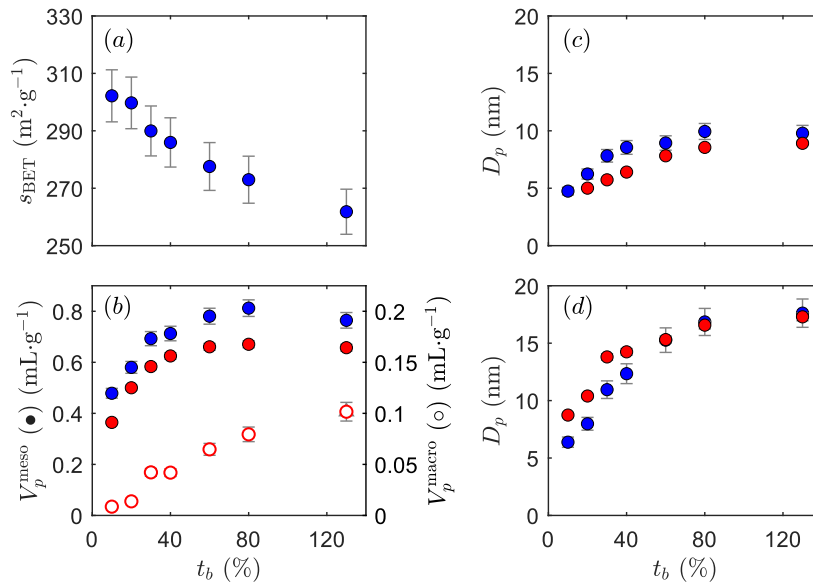 (a)
330
310
290
270
250
s_BET (m²·g⁻¹)
(c)
20
15
10
5
0
D_p (nm)
(b)
0.8
0.6
0.4
0.2
0
V_p^meso (●) (mL·g⁻¹)
0.2
0.15
0.1
0.05
0
V_p^macro (○) (mL·g⁻¹)
0 40 80 120
t_b (%)
(d)
20
15
10
5
0
D_p (nm)
0 40 80 120
t_b (%)